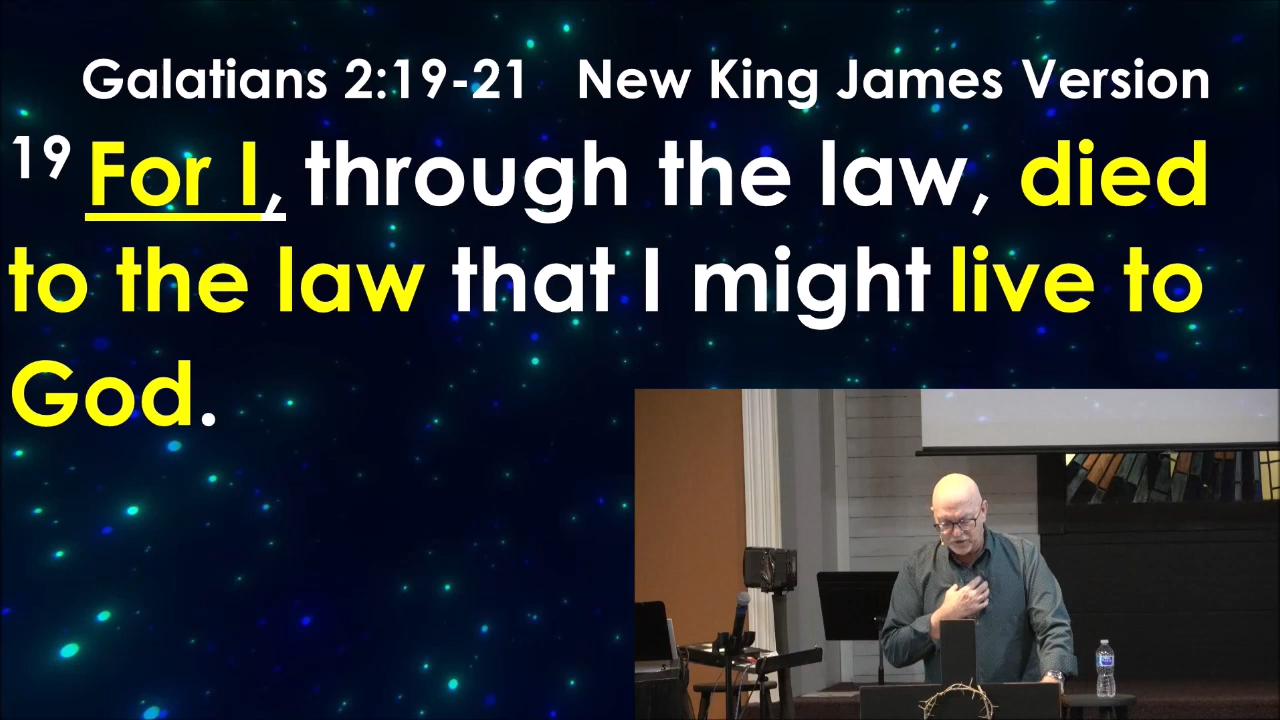 Galatians 2:19-21 New King James Version
19 For I, through the law, died
to the law that I might live to
God.